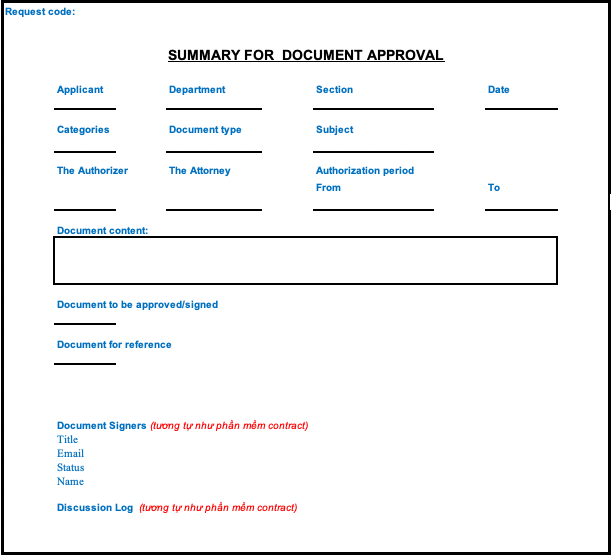 Request code:
SUMMARY FOR DOCUMENT APPROVAL
Applicant Department Section Date
Categories Document type Subject
The Authorizer The Attorney Authorization period
From To
Document content:
Document to be approved/signed
Document for reference
Document Signers (tương tự như phần mềm contract)
Title
Email
Status
Name
Discussion Log (tương tự như phần mềm contract)